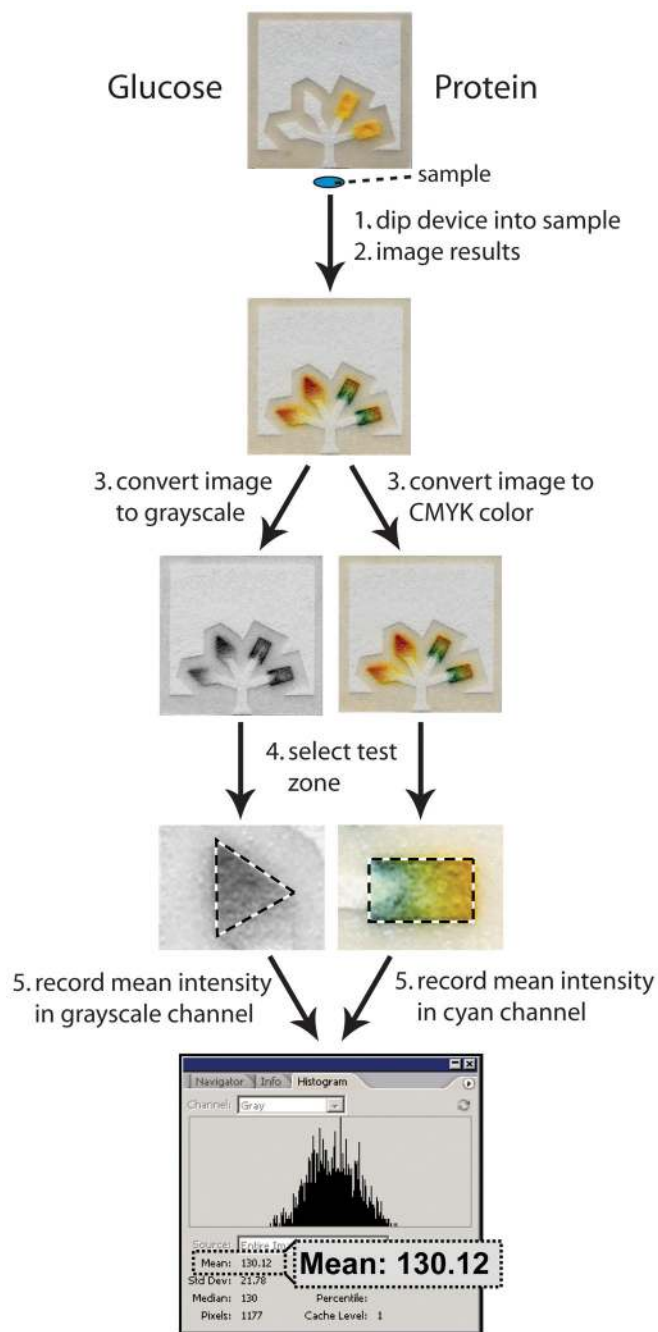 Glucose
Protein
sample
1. dip device into sample
2. image results
3. convert image
to grayscale
3. convert image to
CMYK color
4. select test
zone
5. record mean intensity
in grayscale channel
5. record mean intensity
in cyan channel
Navigator Info Histogram
Channel: Gray
Source: Entire Im
Mean: 130.12
Mean: 130.12
Std Dev: 21.78
Median: 130 Percentile:
Pixels: 1177 Cache Level: 1